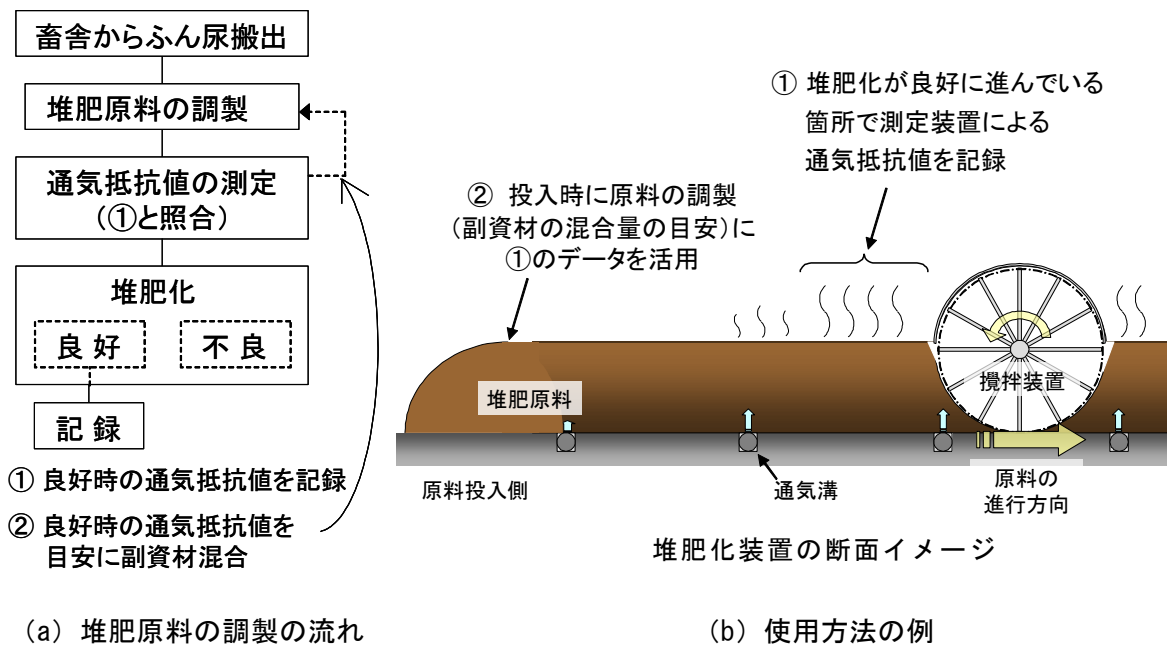 畜舎からふん尿搬出
堆肥原料の調製
通気抵抗値の測定
（①と照合）
堆肥化
良 好
不 良
記 録
① 良好時の通気抵抗値を記録
② 良好時の通気抵抗値を
目安に副資材混合
（a）堆肥原料の調製の流れ
① 堆肥化が良好に進んでいる
箇所で測定装置による
通気抵抗値を記録
② 投入時に原料の調製
（副資材の混合量の目安）に
①のデータを活用
堆肥原料
攪拌装置
原料投入側
通気溝
原料の
進行方向
堆肥化装置の断面イメージ
（b）使用方法の例